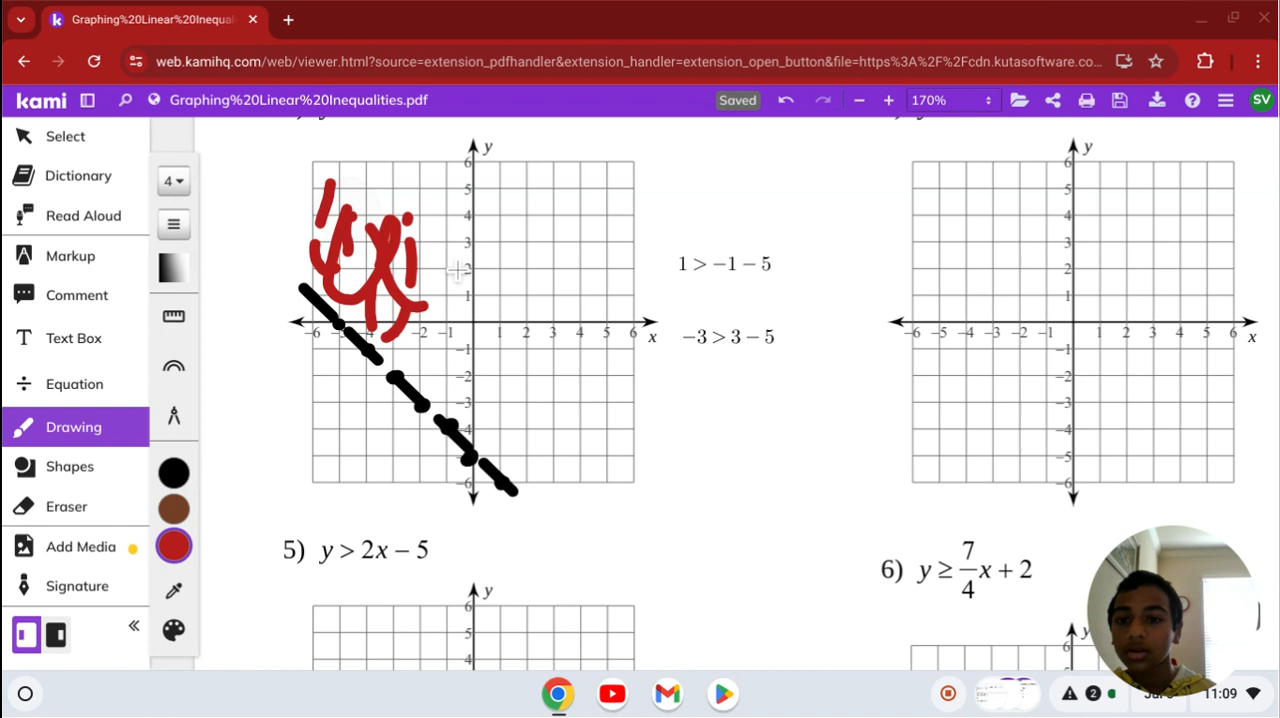 Graphing%20Linear%20Inequal
web.kamihq.com/web/viewer.html?source=extension_pdfhandler&extension_handler=extension_open_button&file=https%3A%2F%2Fcdn.kutasoftware.co...
kami
Graphing%20Linear%20Inequalities.pdf
Saved
170%
SV
Select
Dictionary
Read Aloud
Markup
Comment
Text Box
Equation
Drawing
Shapes
Eraser
Add Media
Signature
4
y
6
5
4
3
2
1
−6
−4
−2
−1
1
2
3
4
5
6
x
−1
−2
−3
−4
−6
1 > −1 − 5
−3 > 3 − 5
y
6
5
4
3
2
1
−6 −5 −4 −3 −2 −1 1 2 3 4 5 6
x
−1
−2
−3
−4
−5
−6
5) y > 2x − 5
y
6
5
4
6) y ≥ 7/4 x + 2
y
6
5
2
11:09